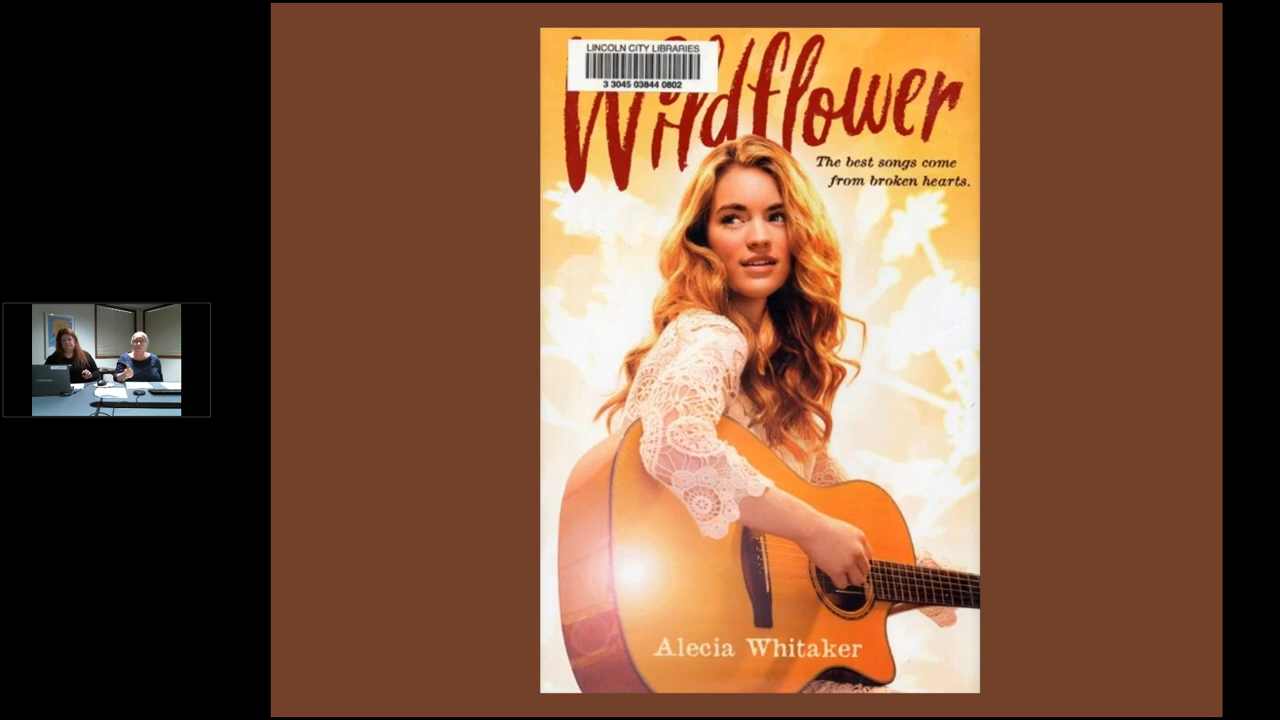 LINCOLN CITY LIBRARIES
3 3045 03844 0802
Wildflower
The best songs come
from broken hearts.
Alecia Whitaker